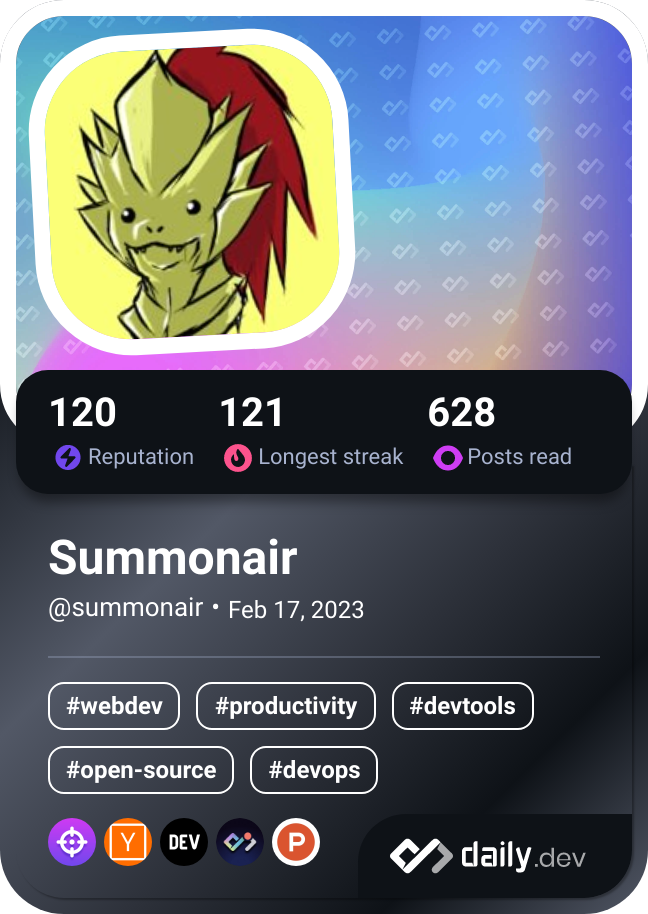 120 121 628
Reputation Longest streak Posts read
Summonair
@summonair • Feb 17, 2023
#webdev #productivity #devtools
#open-source #devops
Y DEV P daily.dev